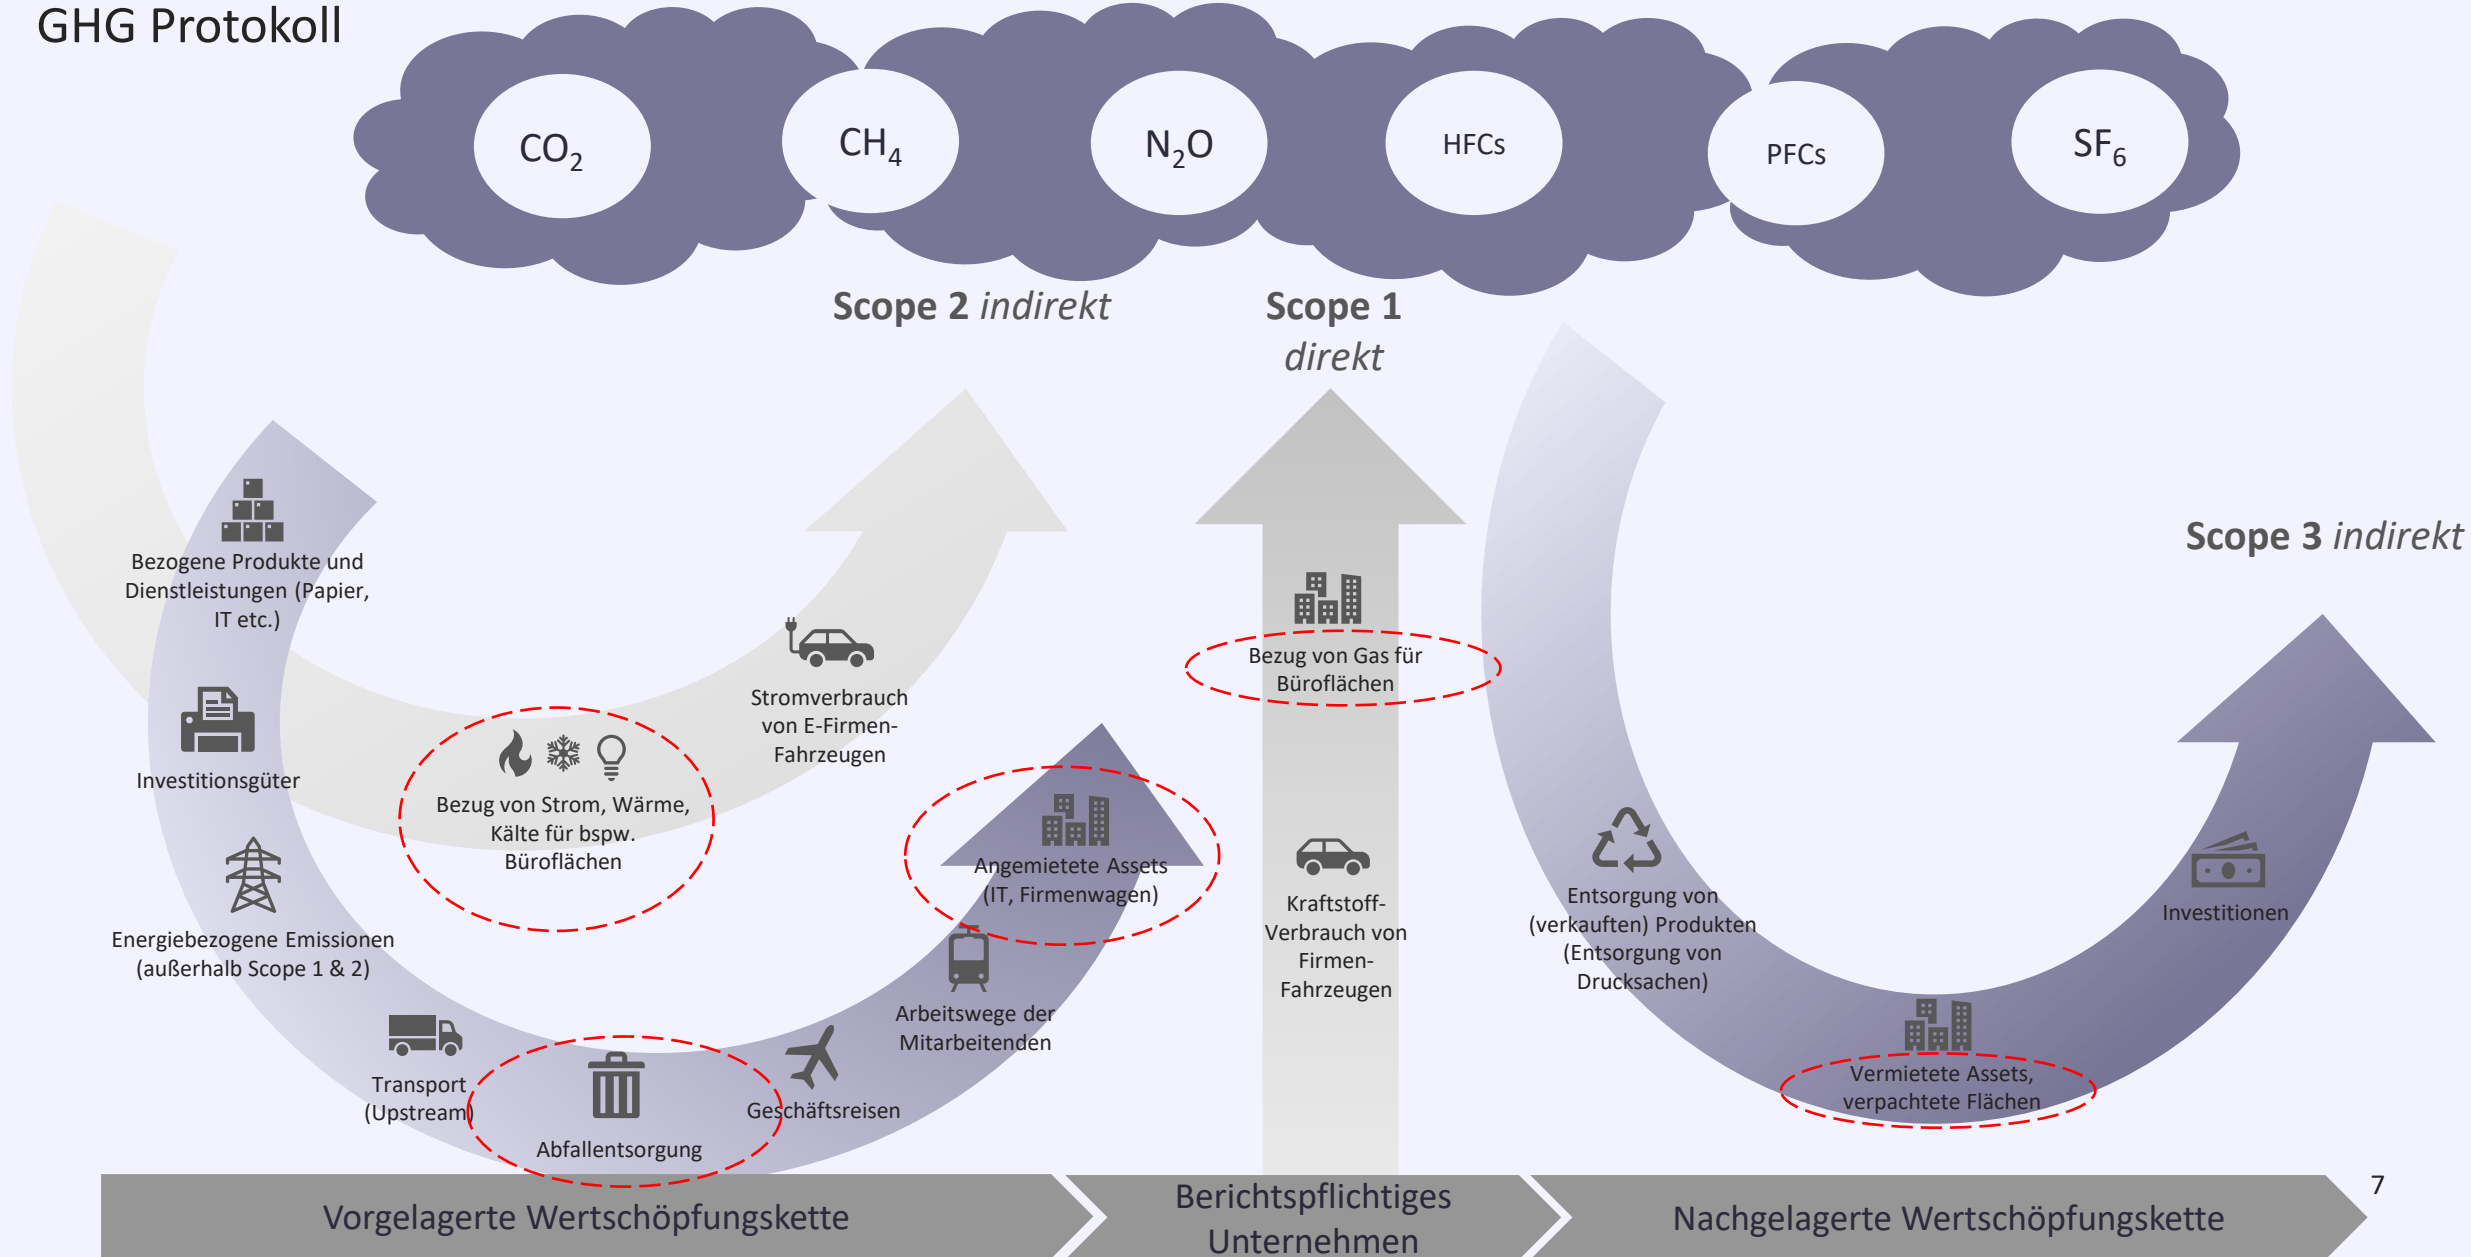 GHG Protokoll
CO₂
CH₄
N₂O
HFCs
PFCs
SF₆
Scope 2 indirekt
Scope 1
direkt
Scope 3 indirekt
Bezogene Produkte und
Dienstleistungen (Papier,
IT etc.)
Investitionsgüter
Energiebezogene Emissionen
(außerhalb Scope 1 & 2)
Transport
(Upstream)
Abfallentsorgung
Geschäftsreisen
Arbeitswege der
Mitarbeitenden
Angemietete Assets
(IT, Firmenwagen)
Bezug von Strom, Wärme,
Kälte für bspw.
Büroflächen
Stromverbrauch
von E-Firmen-
Fahrzeugen
Bezug von Gas für
Büroflächen
Kraftstoff-
Verbrauch von
Firmen-
Fahrzeugen
Entsorgung von
(verkauften) Produkten
(Entsorgung von
Drucksachen)
Vermietete Assets,
verpachtete Flächen
Investitionen
Vorgelagerte Wertschöpfungskette
Berichtspflichtiges
Unternehmen
Nachgelagerte Wertschöpfungskette
7